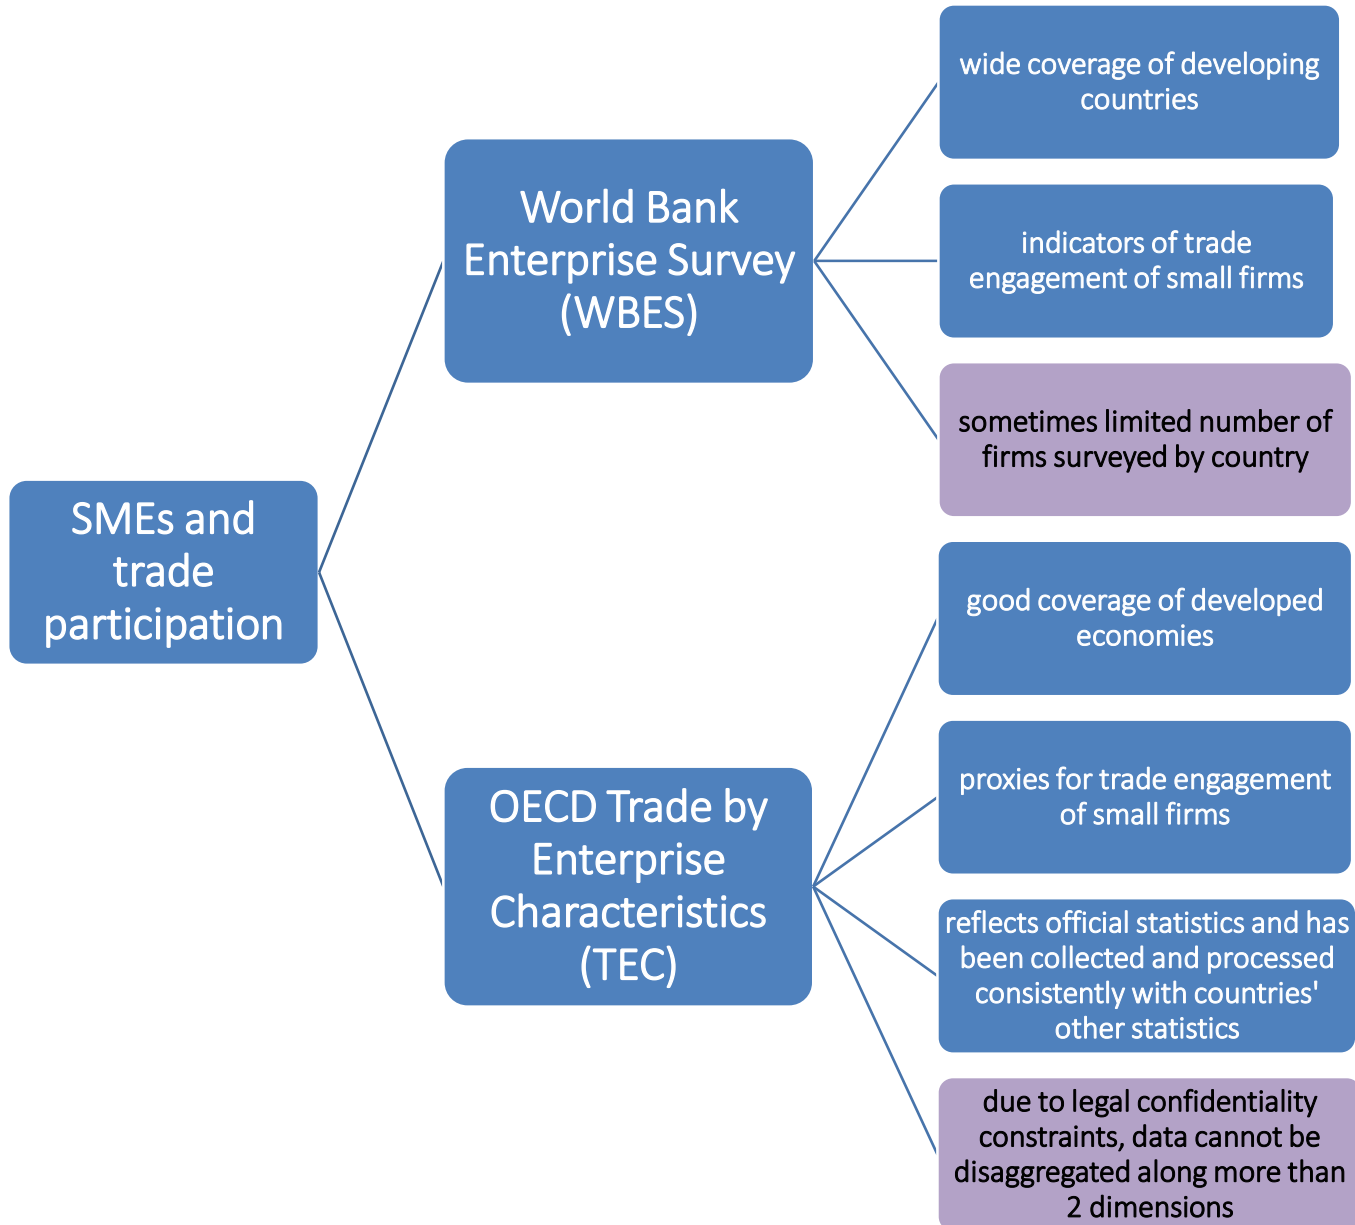 SMEs and
trade
participation
World Bank
Enterprise Survey
(WBES)
wide coverage of developing
countries
indicators of trade
engagement of small firms
sometimes limited number of
firms surveyed by country
OECD Trade by
Enterprise
Characteristics
(TEC)
good coverage of developed
economies
proxies for trade engagement
of small firms
reflects official statistics and has
been collected and processed
consistently with countries'
other statistics
due to legal confidentiality
constraints, data cannot be
disaggregated along more than
2 dimensions